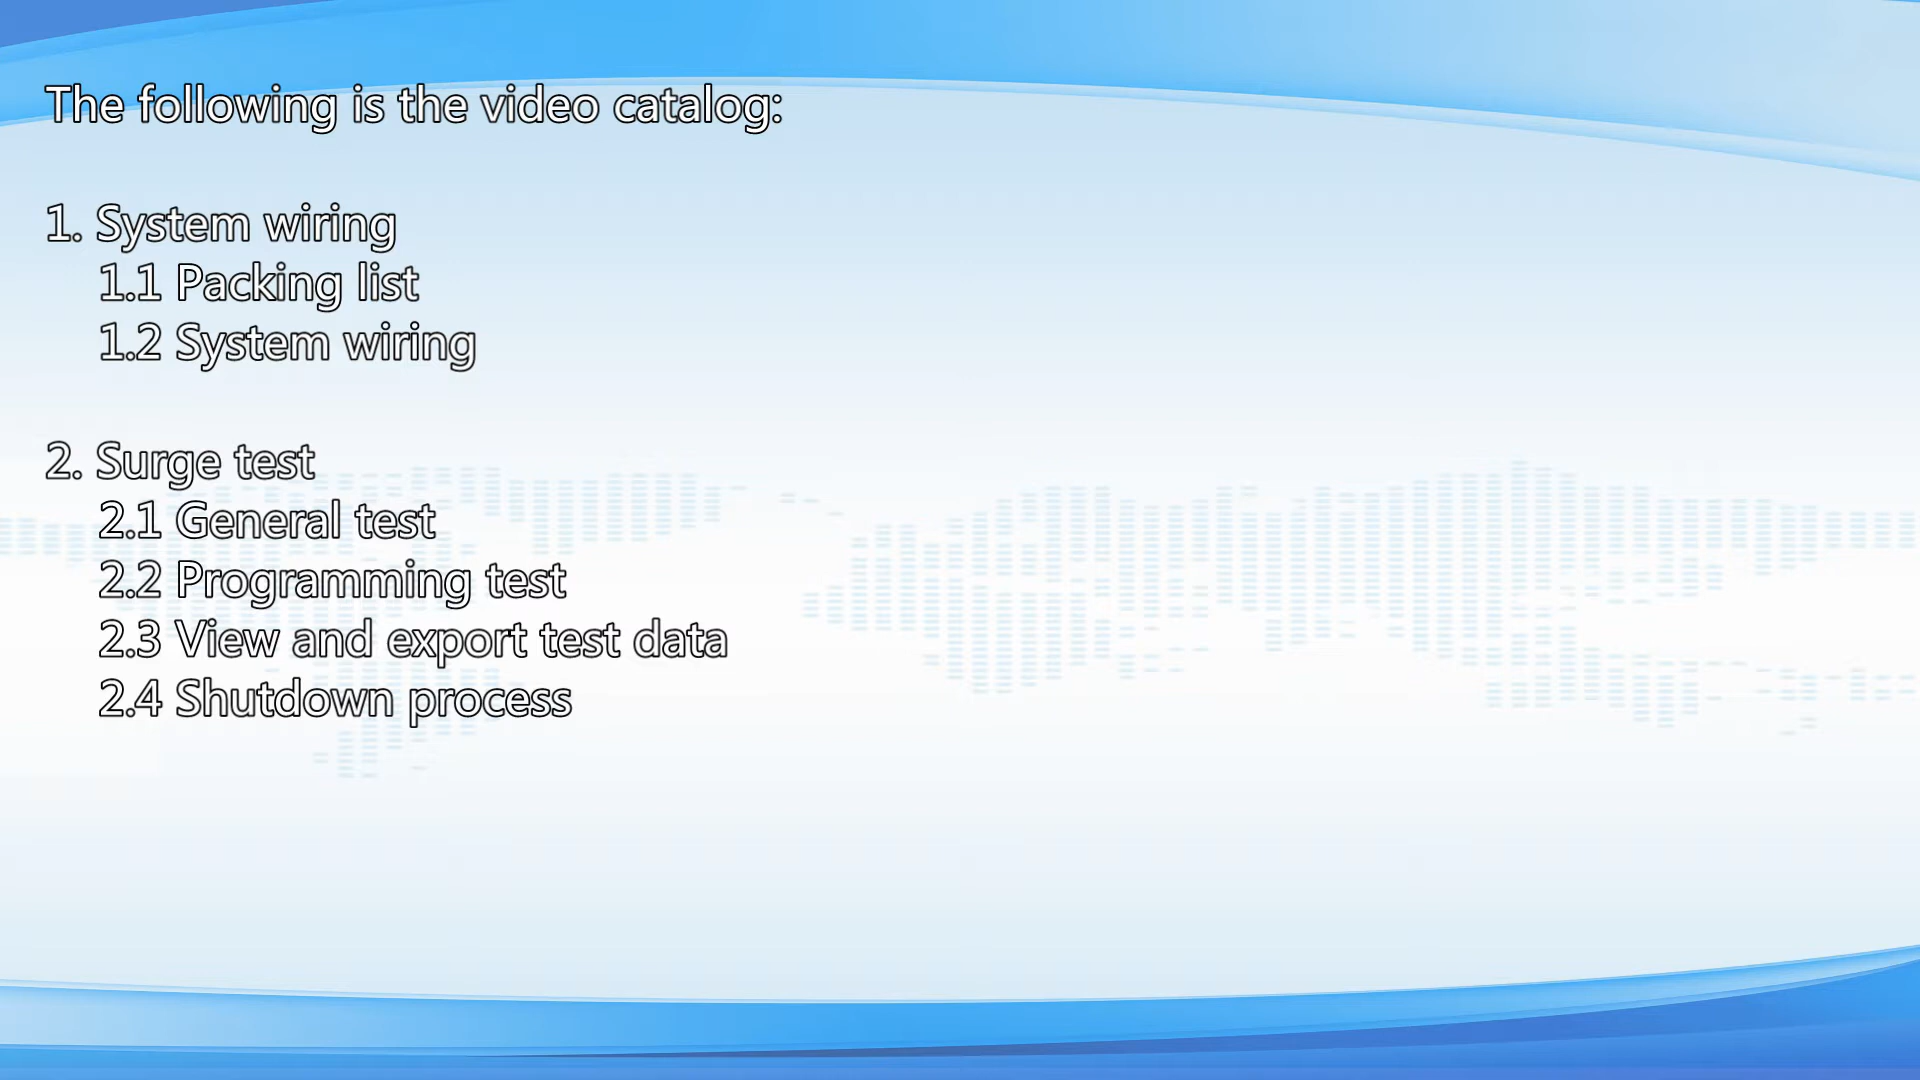 The following is the video catalog:
1. System wiring
1.1 Packing list
1.2 System wiring
2. Surge test
2.1 General test
2.2 Programming test
2.3 View and export test data
2.4 Shutdown process